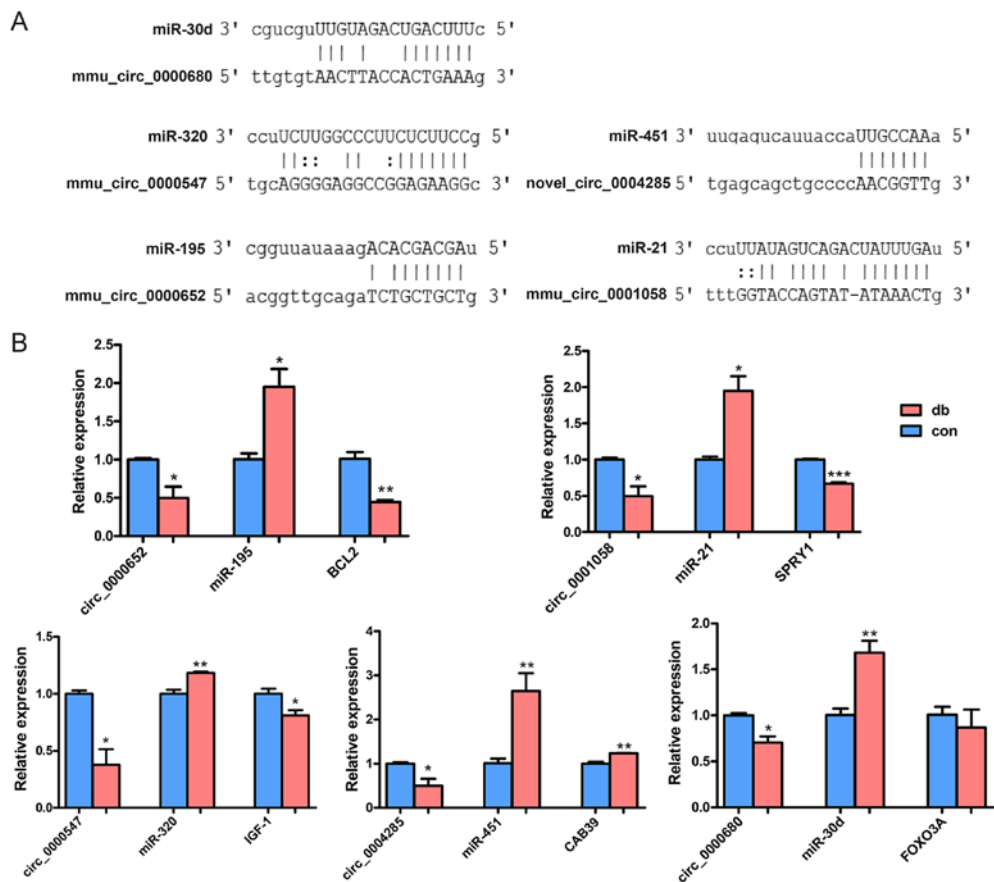 A
miR-30d 3' cgucguUUGUAGACUGACUUUc 5'
||| | |||||||
mmu_circ_0000680 5' ttgtgtAACTTACCACTGAAAg 3'
miR-320 3' ccuUCUUGGCCCUUCUCUUCCg 5'
||:: || :|||||||
mmu_circ_0000547 5' tgcAGGGGAGGCCGGAGAAGGc 3'
miR-451 3' uugagucauuaccaUUGCCAAa 5'
|||||||
novel_circ_0004285 5' tgagcagctgccccAACGGTTg 3'
miR-195 3' cgguuauaaagACACGACGAu 5'
| |||||||
mmu_circ_0000652 5' acggttgcagaTCTGCTGCTg 3'
miR-21 3' ccuUUAUAGUCAGACUAUUUGAu 5'
::|| |||| | |||||||
mmu_circ_0001058 5' tttGGTACCAGTAT-ATAAACTg 3'
B
Relative expression
2.5
2.0
1.5
1.0
0.5
0.0
*
*
**
circ_0000652
miR-195
BCL2
Relative expression
2.5
2.0
1.5
1.0
0.5
0.0
*
*
***
circ_0001058
miR-21
SPRY1
db
con
Relative expression
1.5
1.0
0.5
0.0
*
**
*
circ_0000547
miR-320
IGF-1
Relative expression
4
2
1
0
*
**
**
circ_0004285
miR-451
CAB39
Relative expression
2.0
1.5
1.0
0.5
0.0
*
**
circ_0000680
miR-30d
FOXO3A